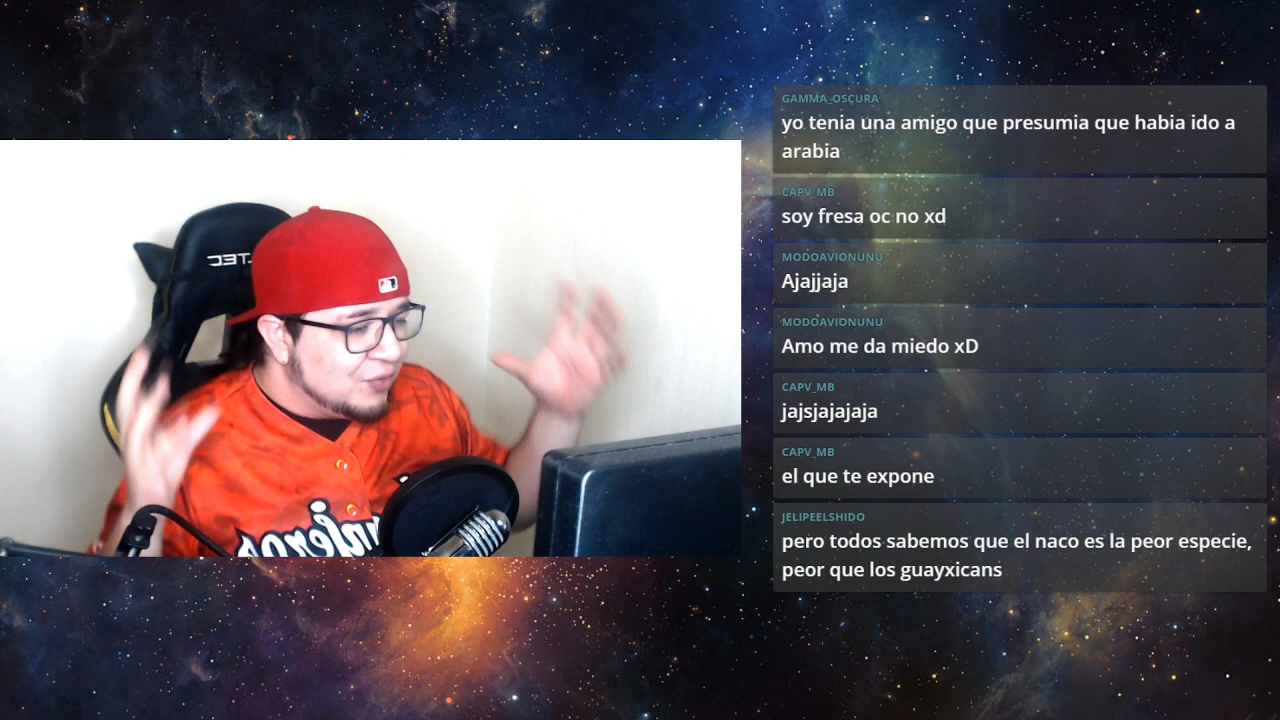 GAMMA_OSCURA
yo tenia una amigo que presumia que habia ido a
arabia
CAPV_MB
soy fresa oc no xd
MODOAVIONUNU
Ajajjaja
MODOAVIONUNU
Amo me da miedo xD
CAPV_MB
jajsjajajaja
CAPV_MB
el que te expone
JELIPEELSHIDO
pero todos sabemos que el naco es la peor especie,
peor que los guayxicans